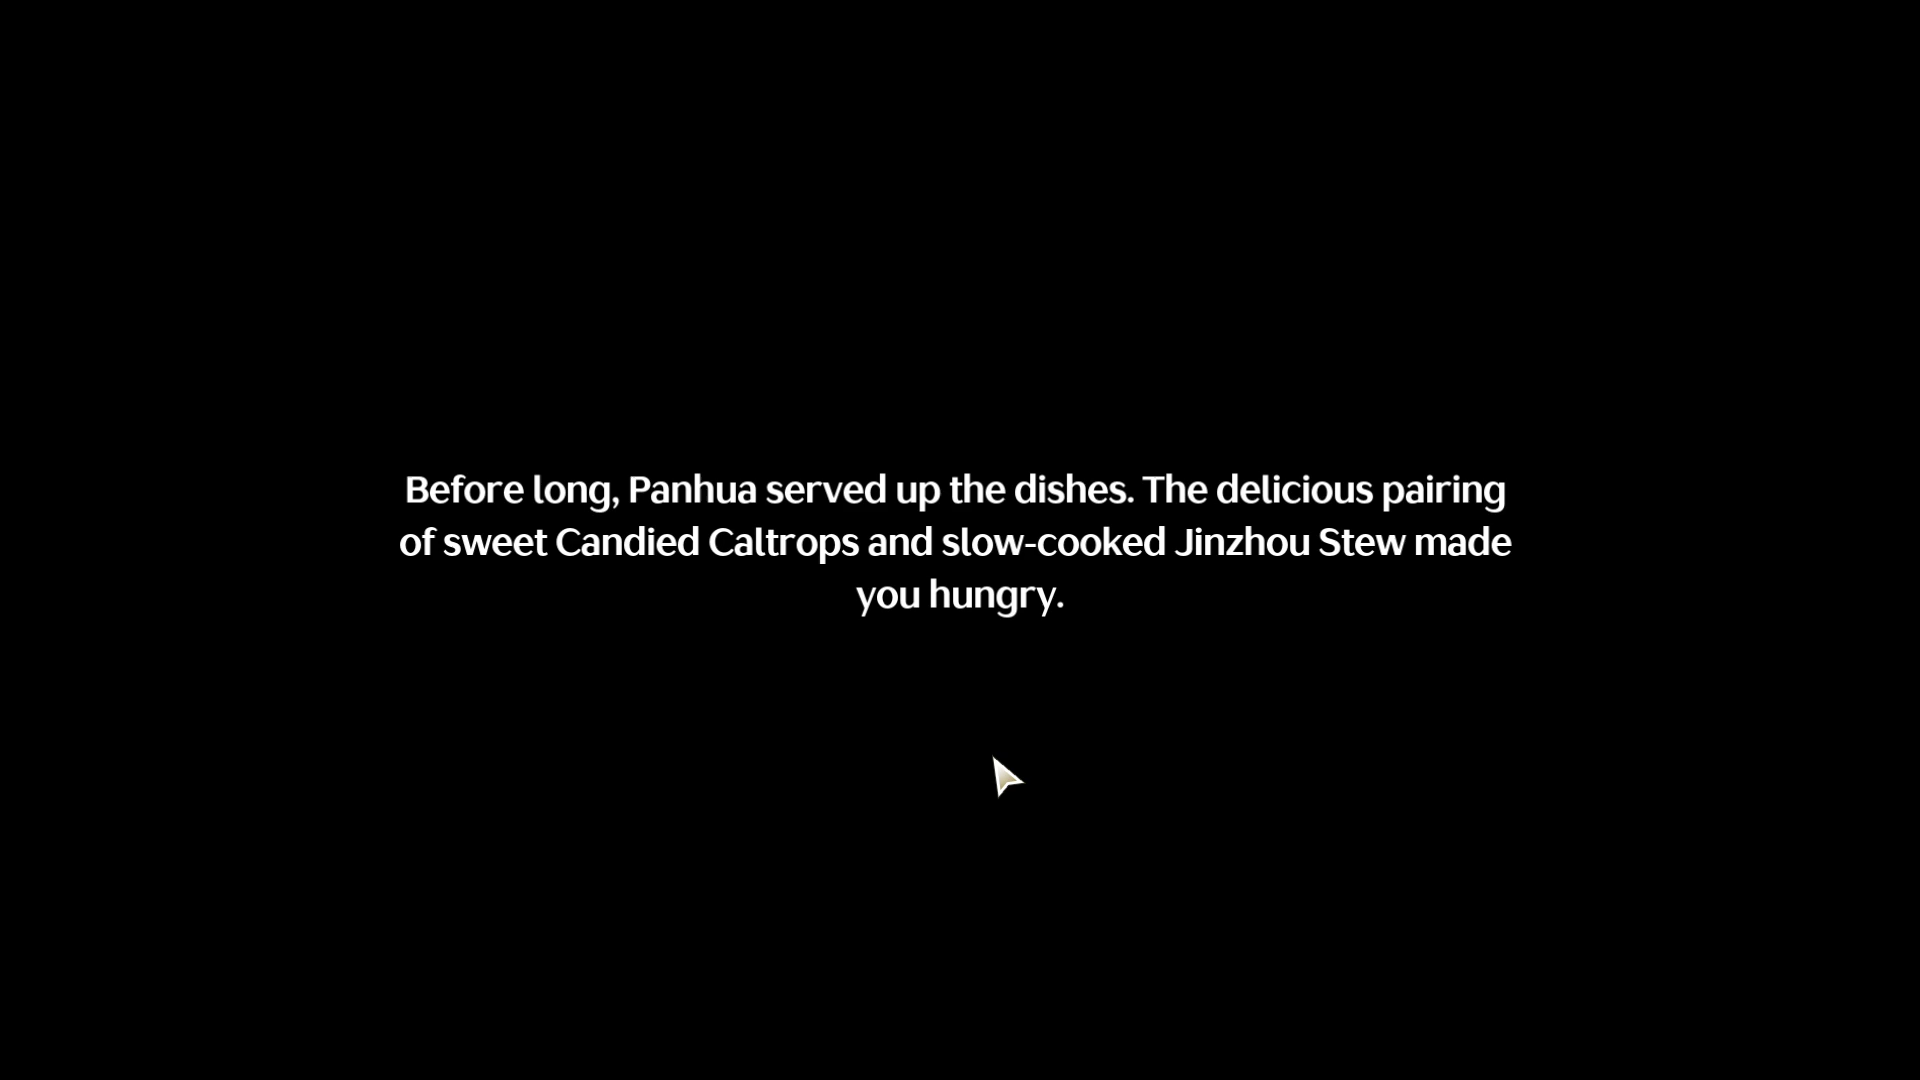 Before long, Panhua served up the dishes. The delicious pairing
of sweet Candied Caltrops and slow-cooked Jinzhou Stew made
you hungry.